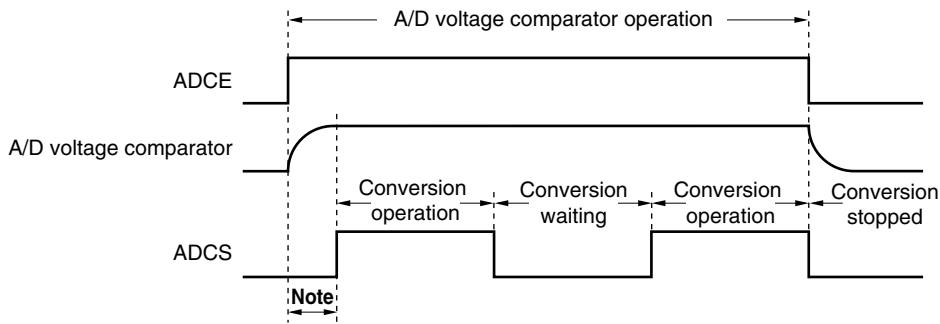 A/D voltage comparator operation
ADCE
A/D voltage comparator
Conversion operation
Conversion waiting
Conversion operation
Conversion stopped
ADCS
Note